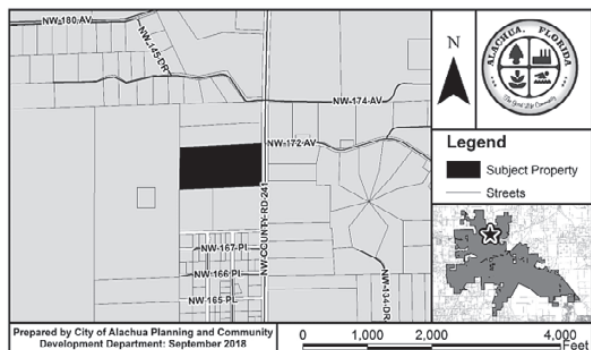 NW 180 AV
NW 145 DR
NW 174 AV
NW 172 AV
NW COUNTY RD 241
NW 167 Pl
NW 166 Pl
NW 165 PL
NW 134 DR
N
ALACHUA, FLORIDA
The Good Life Community
Legend
Subject Property
Streets
Prepared by City of Alachua Planning and Community
Development Department: September 2018
0 1,000 2,000 4,000
Feet